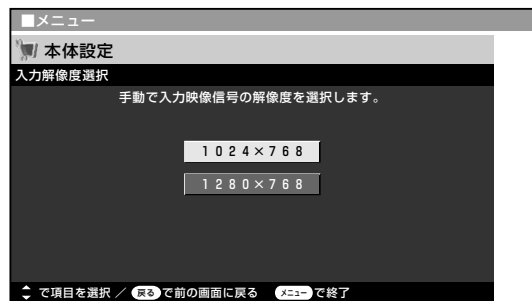 ■メニュー
本体設定
入力解像度選択
手動で入力映像信号の解像度を選択します。
1024×768
1280×768
で項目を選択 ／ 戻る で前の画面に戻る メニュー で終了